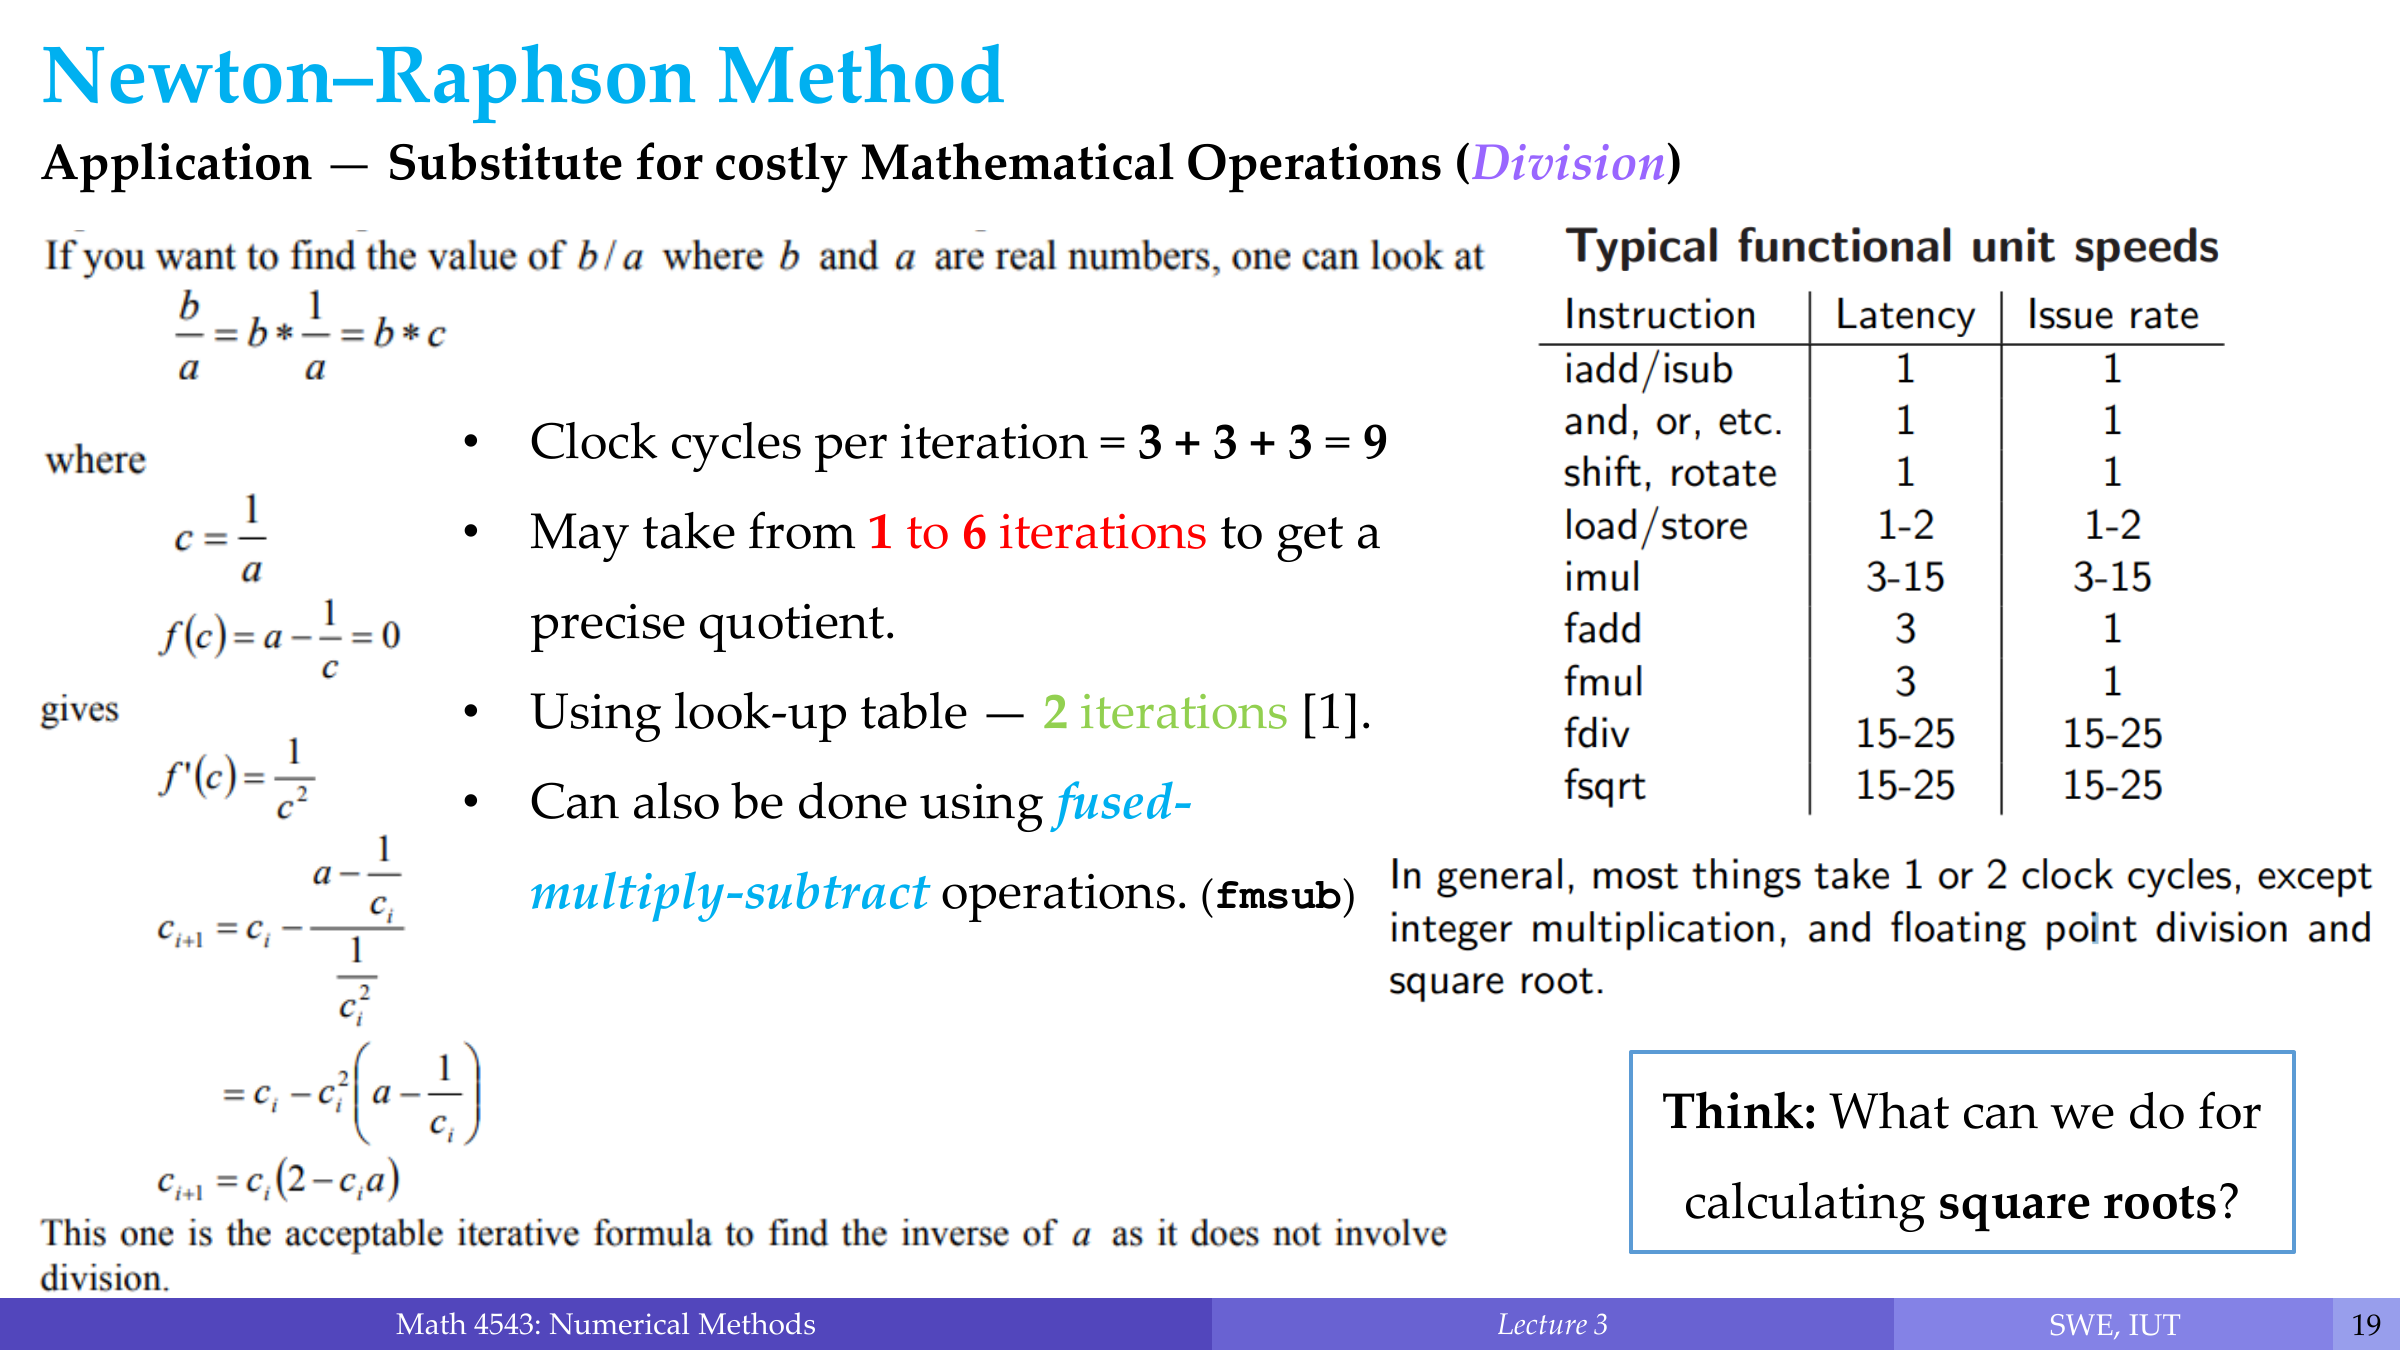 Newton–Raphson Method
Application — Substitute for costly Mathematical Operations (Division)
If you want to find the value of b/a where b and a are real numbers, one can look at
b/a = b * 1/a = b * c
where
c = 1/a
f(c) = a − 1/c = 0
gives
f'(c) = 1/c²
c_{i+1} = c_i − (a − 1/c_i)/(1/c_i²)
= c_i − c_i²(a − 1/c_i)
c_{i+1} = c_i(2 − c_i a)
This one is the acceptable iterative formula to find the inverse of a as it does not involve
division.
• Clock cycles per iteration = 3 + 3 + 3 = 9
• May take from 1 to 6 iterations to get a
precise quotient.
• Using look-up table — 2 iterations [1].
• Can also be done using fused-
multiply-subtract operations. (fmsub)
Typical functional unit speeds
Instruction Latency Issue rate
iadd/isub 1 1
and, or, etc. 1 1
shift, rotate 1 1
load/store 1-2 1-2
imul 3-15 3-15
fadd 3 1
fmul 3 1
fdiv 15-25 15-25
fsqrt 15-25 15-25
In general, most things take 1 or 2 clock cycles, except
integer multiplication, and floating point division and
square root.
Think: What can we do for
calculating square roots?
Math 4543: Numerical Methods
Lecture 3
SWE, IUT
19